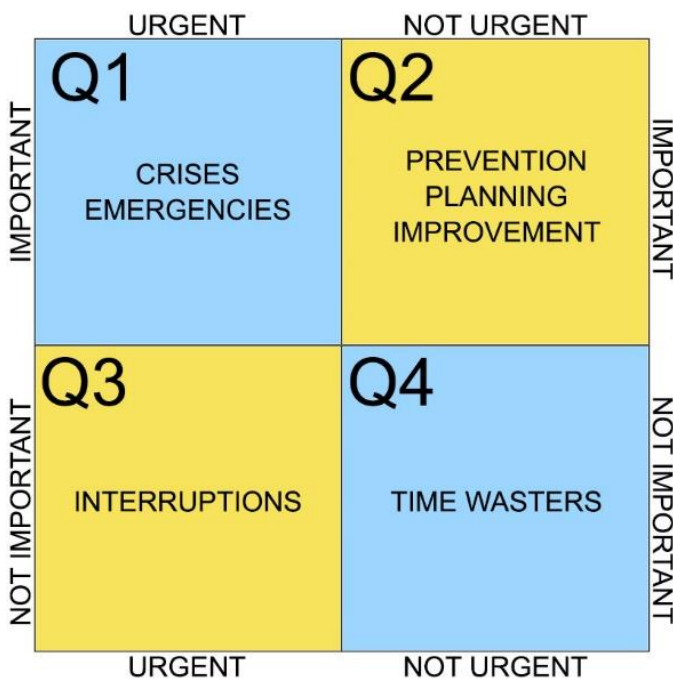 URGENT
NOT URGENT
IMPORTANT
Q1
CRISES
EMERGENCIES
Q2
PREVENTION
PLANNING
IMPROVEMENT
IMPORTANT
NOT IMPORTANT
Q3
INTERRUPTIONS
Q4
TIME WASTERS
NOT IMPORTANT
URGENT
NOT URGENT